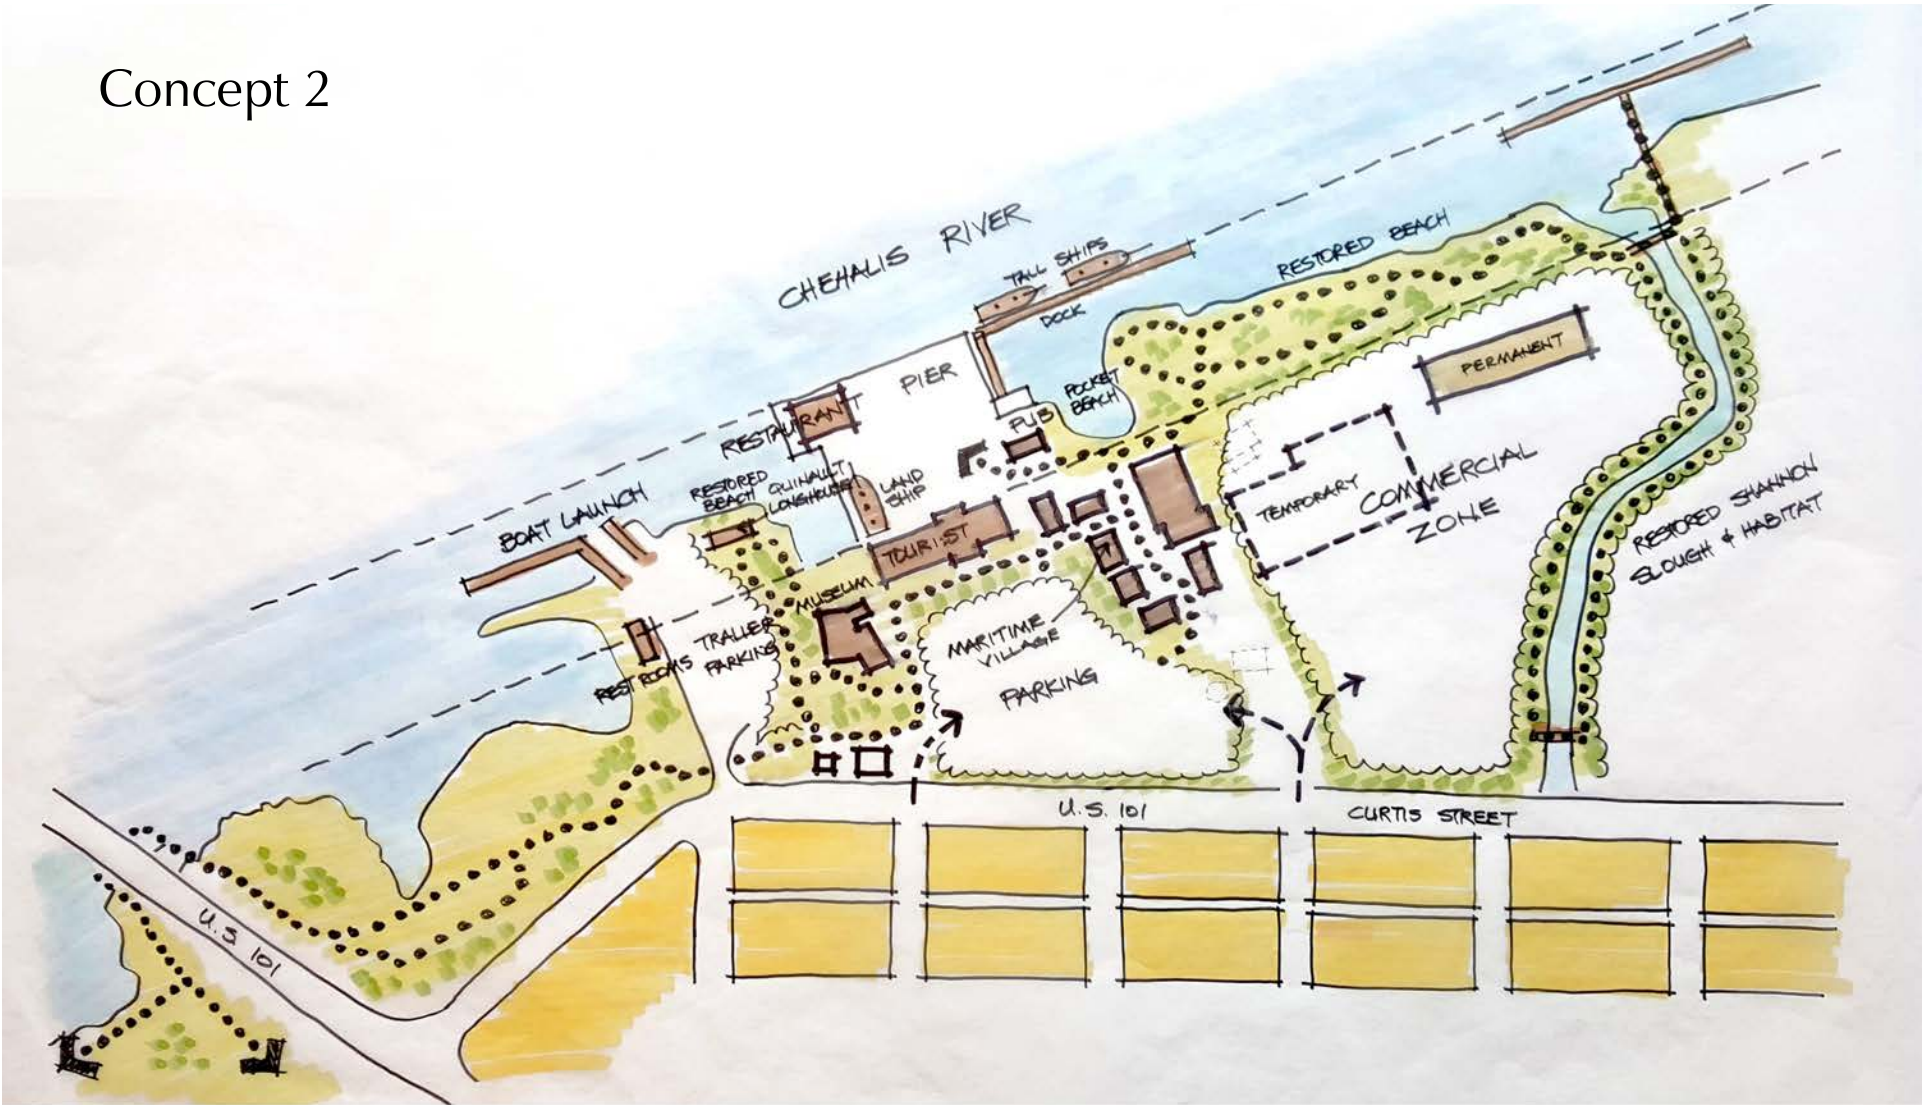 Concept 2
CHEHALIS RIVER
TALL SHIPS
DOCK
RESTORED BEACH
PIER
POCKET
BEACH
PUB
RESTAURANT
RESTORED
BEACH
QUINAULT
LONGHOUSE
LAND
SHIP
BOAT LAUNCH
TOURIST
MUSEUM
TRAILER
PARKING
REST ROOMS
MARITIME
VILLAGE
PARKING
PERMANENT
TEMPORARY
COMMERCIAL
ZONE
RESTORED SHANNON
SLOUGH & HABITAT
U.S. 101
CURTIS STREET
U.S. 101